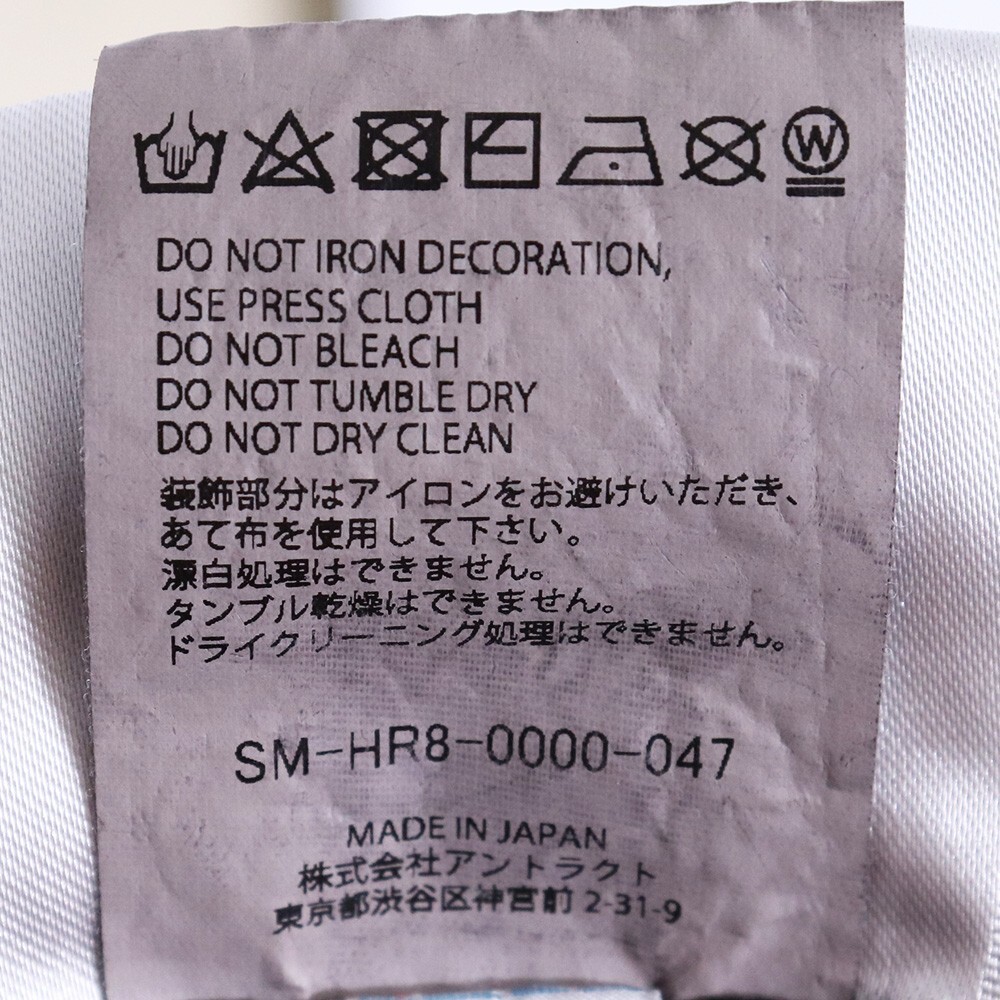 W
DO NOT IRON DECORATION,
USE PRESS CLOTH
DO NOT BLEACH
DO NOT TUMBLE DRY
DO NOT DRY CLEAN
装飾部分はアイロンをお避けいただき、
あて布を使用して下さい。
漂白処理はできません。
タンブル乾燥はできません。
ドライクリーニング処理はできません。
SM-HR8-0000-047
MADE IN JAPAN
株式会社アントラクト
東京都渋谷区神宮前 2-31-9